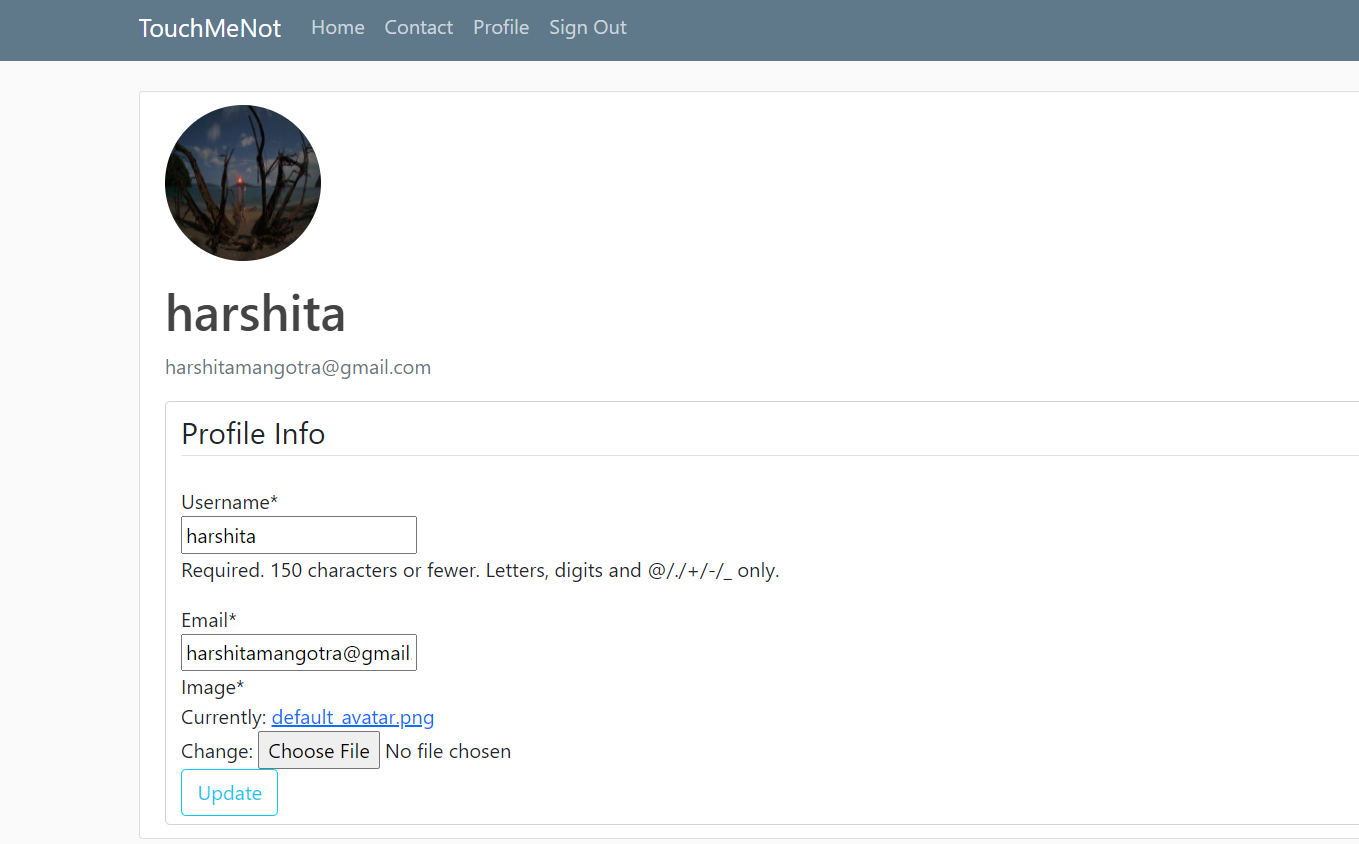 TouchMeNot Home Contact Profile Sign Out
harshita
harshitamangotra@gmail.com
Profile Info
Username*
harshita
Required. 150 characters or fewer. Letters, digits and @/./+/-/_ only.
Email*
harshitamangotra@gmail
Image*
Currently: default_avatar.png
Change: Choose File No file chosen
Update